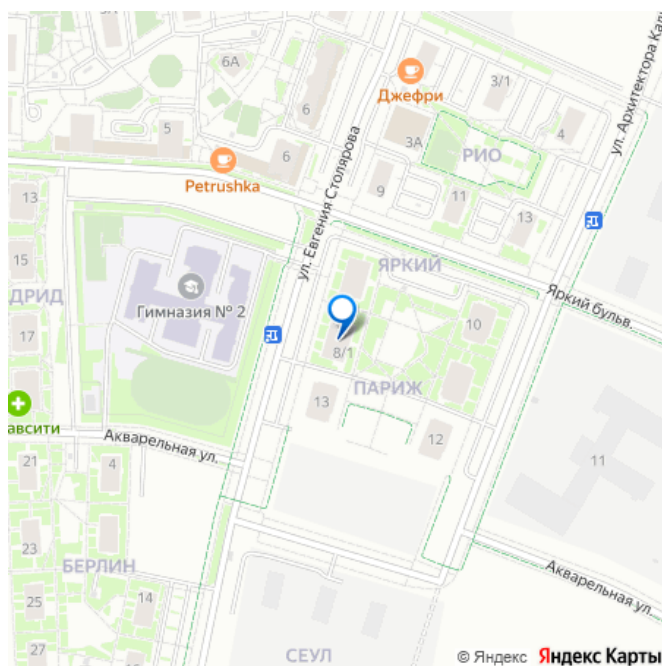 6А
3/1
Джефри
ул. Архитектора Кал
6
5
4
3А
РИО
Petrushka
6
ул. Евгения Столярова
9
11
13
13
15
ЯРКИЙ
Яркий бульв.
ДРИД
Гимназия № 2
10
17
8/1
ПАРИЖ
13
12
авсити
Акварельная ул.
11
21
4
23
БЕРЛИН
Акварельная ул.
25
14
27
СЕУЛ
© Яндекс Яндекс Карты